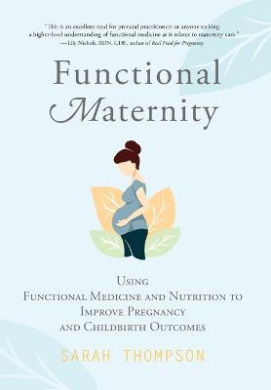 "This is an excellent read for prenatal practitioners or anyone seeking
a higher-level understanding of functional medicine as it relates to maternity care."
—Lily Nichols, RDN, CDE, author of Real Food for Pregnancy
Functional
Maternity
Using
Functional Medicine and Nutrition to
Improve Pregnancy
and Childbirth Outcomes
SARAH THOMPSON